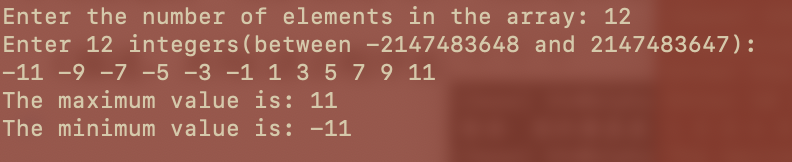 Enter the number of elements in the array: 12
Enter 12 integers(between -2147483648 and 2147483647):
-11 -9 -7 -5 -3 -1 1 3 5 7 9 11
The maximum value is: 11
The minimum value is: -11